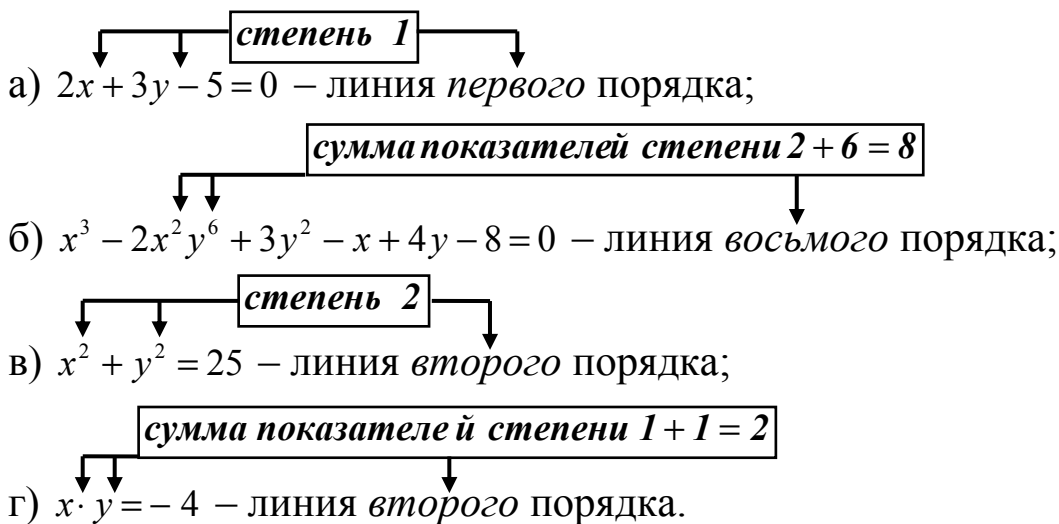 степень 1
а) 2x + 3y − 5 = 0 – линия первого порядка;
сумма показателей степени 2 + 6 = 8
б) x³ − 2x²y⁶ + 3y² − x + 4y − 8 = 0 – линия восьмого порядка;
степень 2
в) x² + y² = 25 – линия второго порядка;
сумма показателе й степени 1 + 1 = 2
г) x· y = − 4 – линия второго порядка.